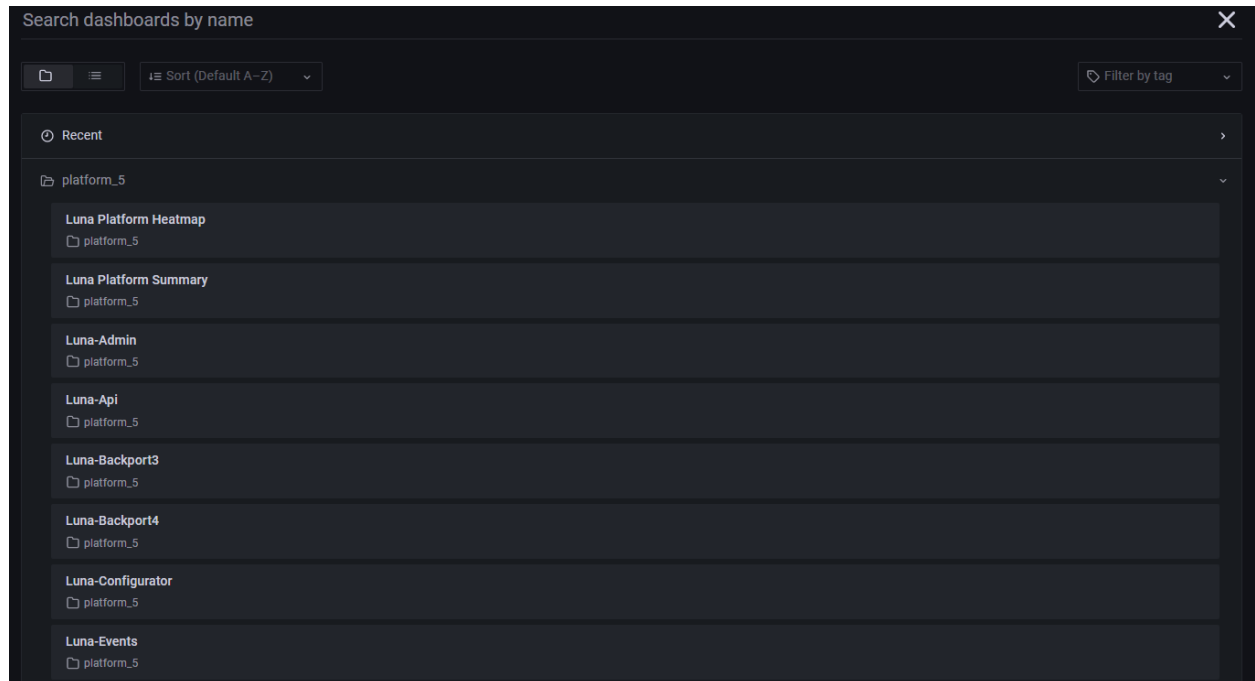 Search dashboards by name
Sort (Default A–Z)
Filter by tag
Recent
platform_5
Luna Platform Heatmap
platform_5
Luna Platform Summary
platform_5
Luna-Admin
platform_5
Luna-Api
platform_5
Luna-Backport3
platform_5
Luna-Backport4
platform_5
Luna-Configurator
platform_5
Luna-Events
platform_5